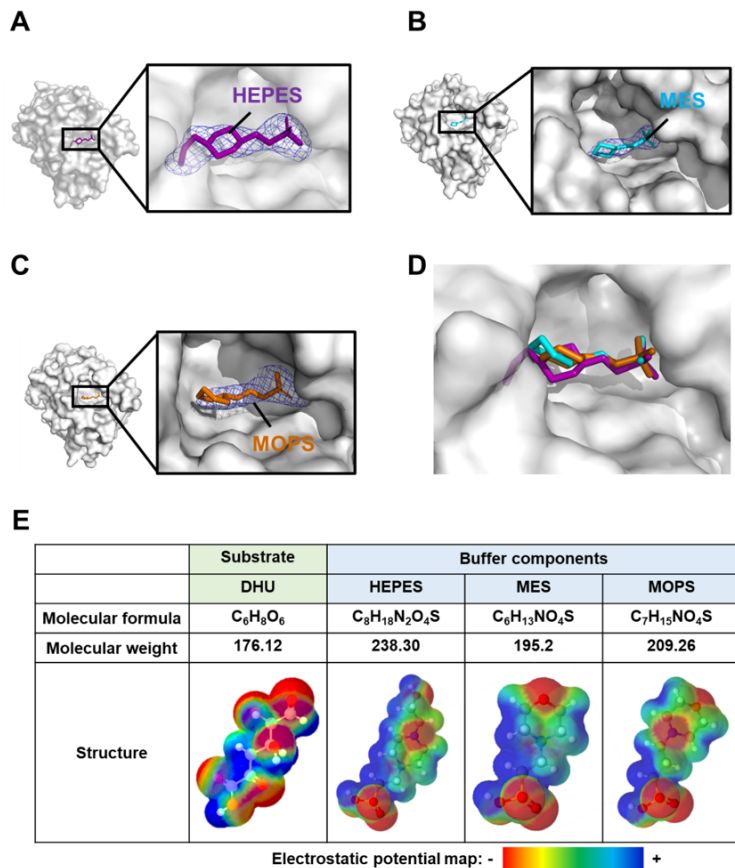 A
B
HEPES
MES
C
D
MOPS
E
Substrate
Buffer components
DHU
HEPES
MES
MOPS
Molecular formula
C₆H₈O₆
C₈H₁₈N₂O₄S
C₆H₁₃NO₄S
C₇H₁₅NO₄S
Molecular weight
176.12
238.30
195.2
209.26
Structure
Electrostatic potential map: - +